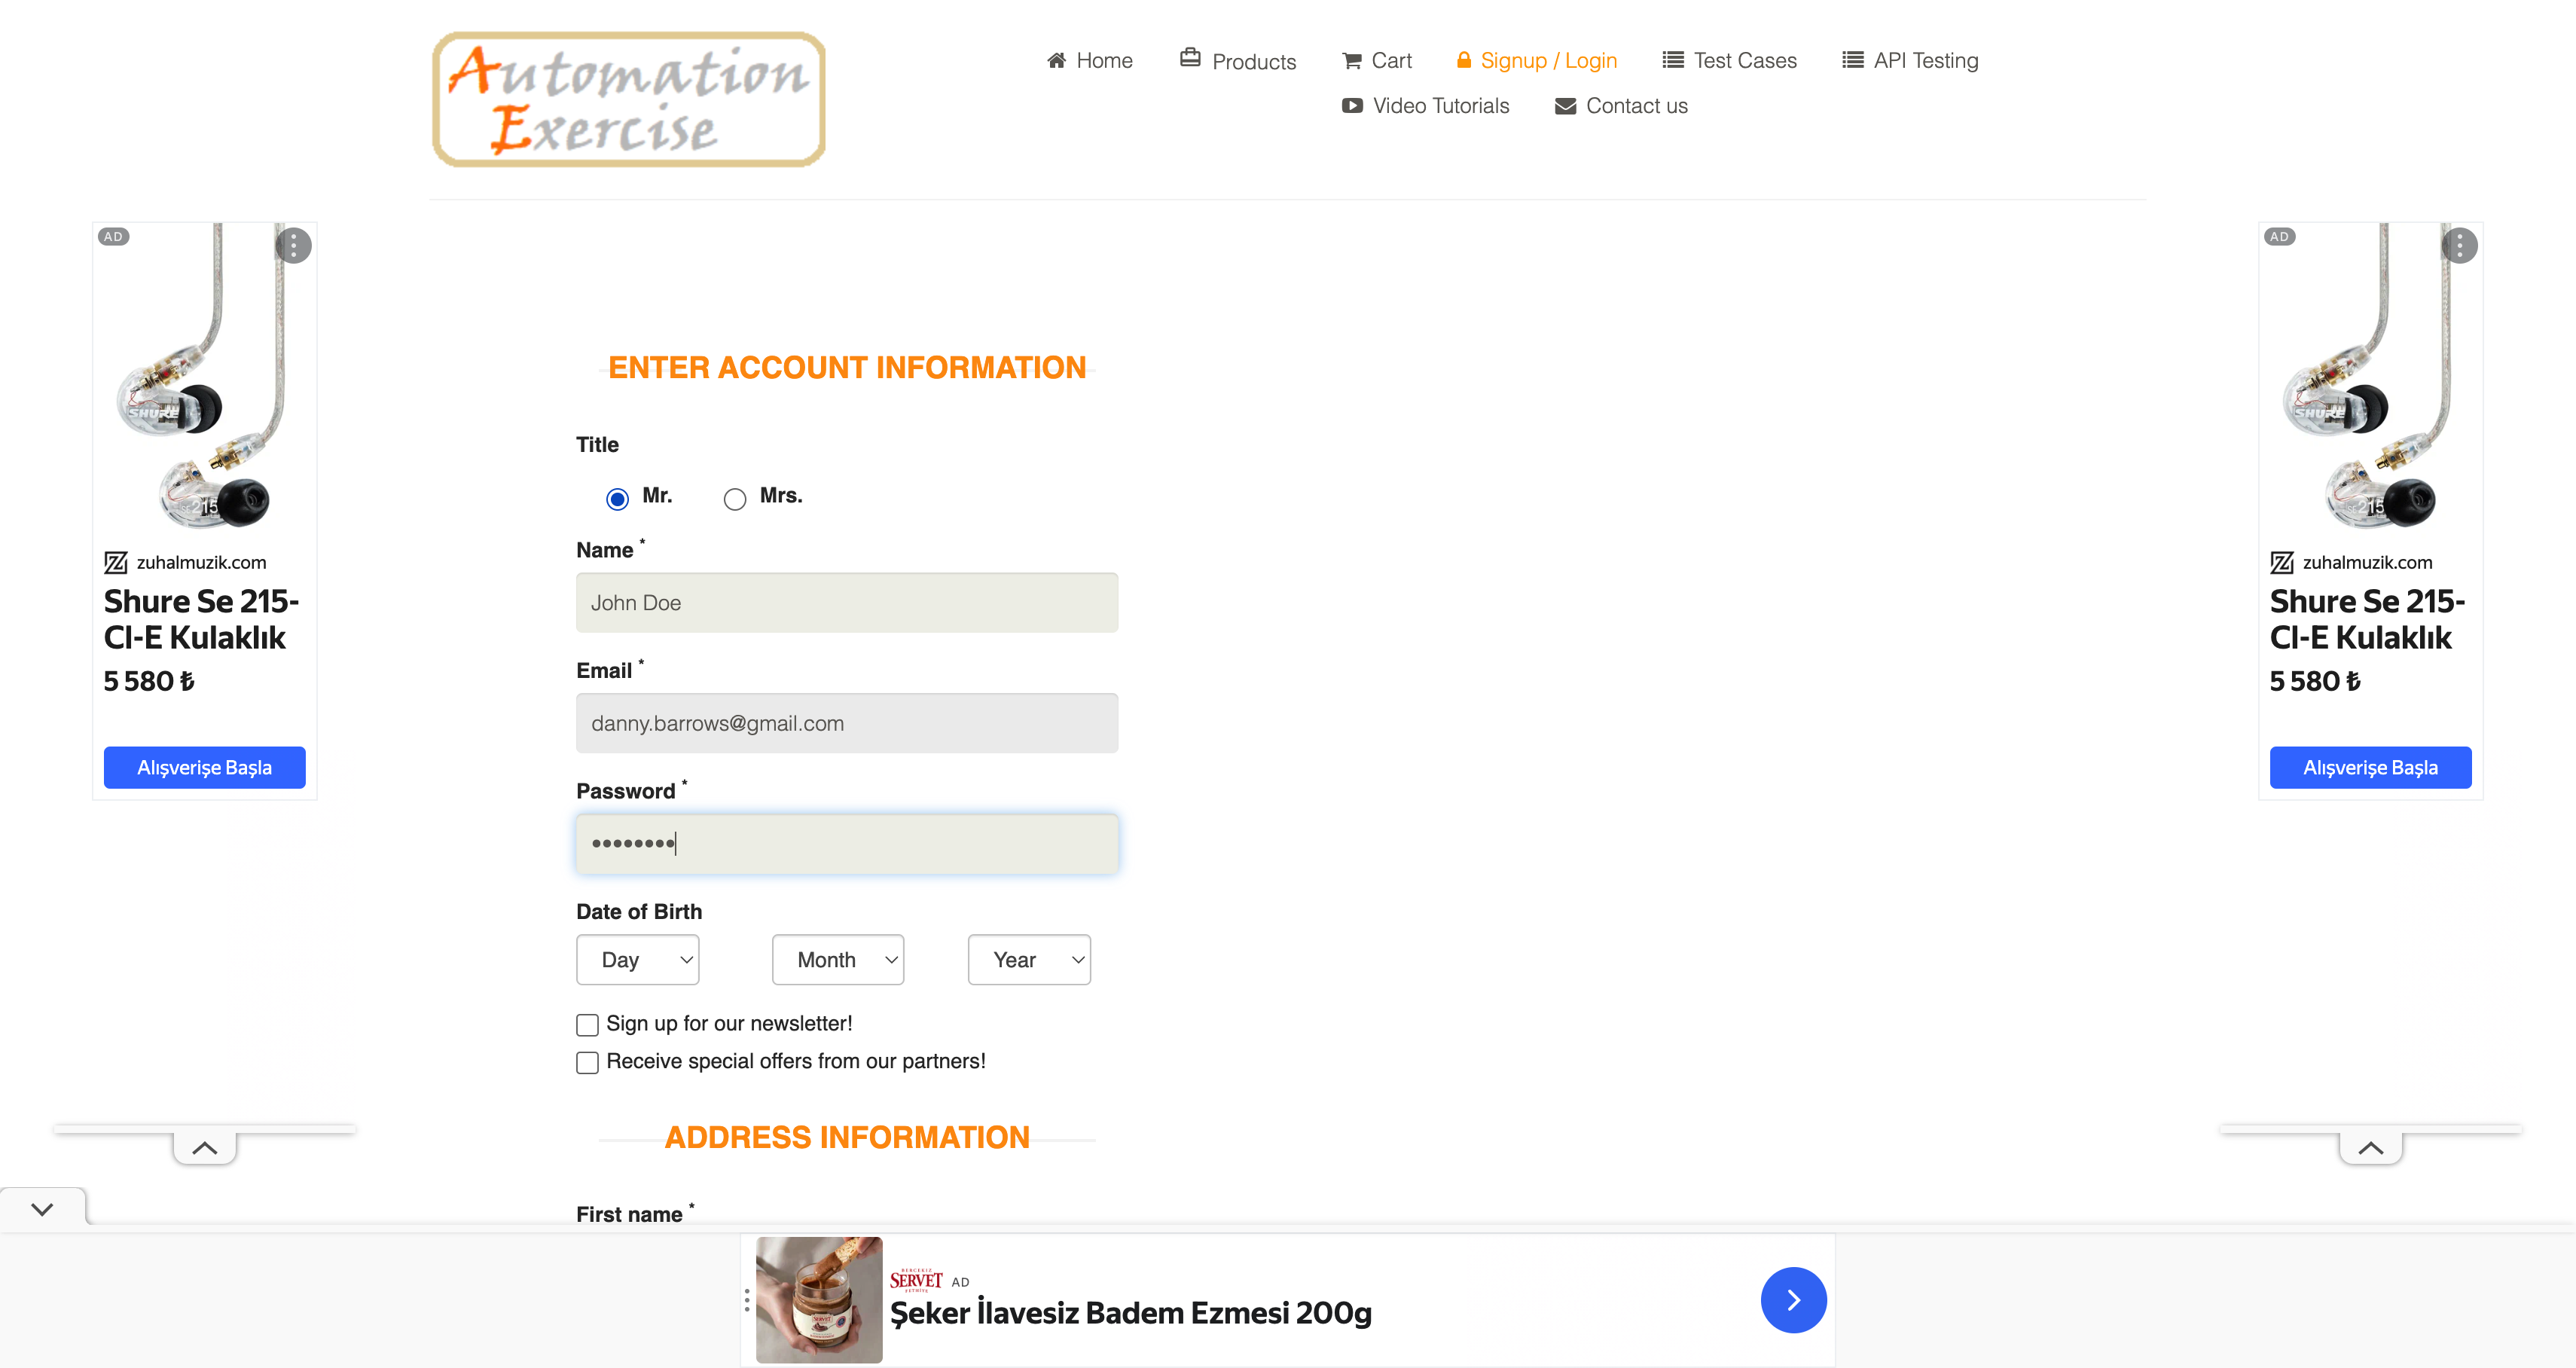 Automation
Exercise
Home
Products
Cart
Signup / Login
Test Cases
API Testing
Video Tutorials
Contact us
AD
SHURE
215
zuhalmuzik.com
Shure Se 215-
Cl-E Kulaklık
5 580 ₺
Alışverişe Başla
ENTER ACCOUNT INFORMATION
Title
Mr.
Mrs.
Name *
John Doe
Email *
danny.barrows@gmail.com
Password *
••••••••
Date of Birth
Day
Month
Year
Sign up for our newsletter!
Receive special offers from our partners!
ADDRESS INFORMATION
First name *
AD
SHURE
215
zuhalmuzik.com
Shure Se 215-
Cl-E Kulaklık
5 580 ₺
Alışverişe Başla
SERVET
AD
Şeker İlavesiz Badem Ezmesi 200g